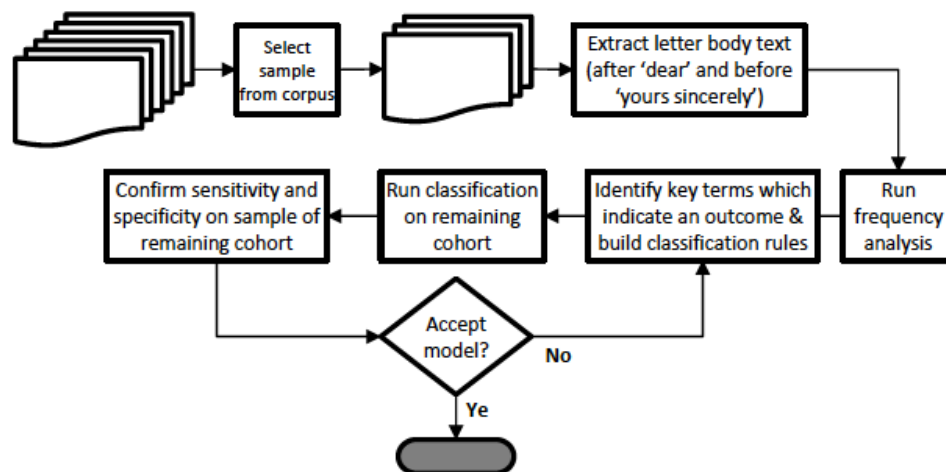 Select
sample
from corpus
Extract letter body text
(after ‘dear’ and before
‘yours sincerely’)
Run
frequency
analysis
Identify key terms which
indicate an outcome &
build classification rules
Run classification
on remaining
cohort
Confirm sensitivity and
specificity on sample of
remaining cohort
Accept
model?
No
Ye